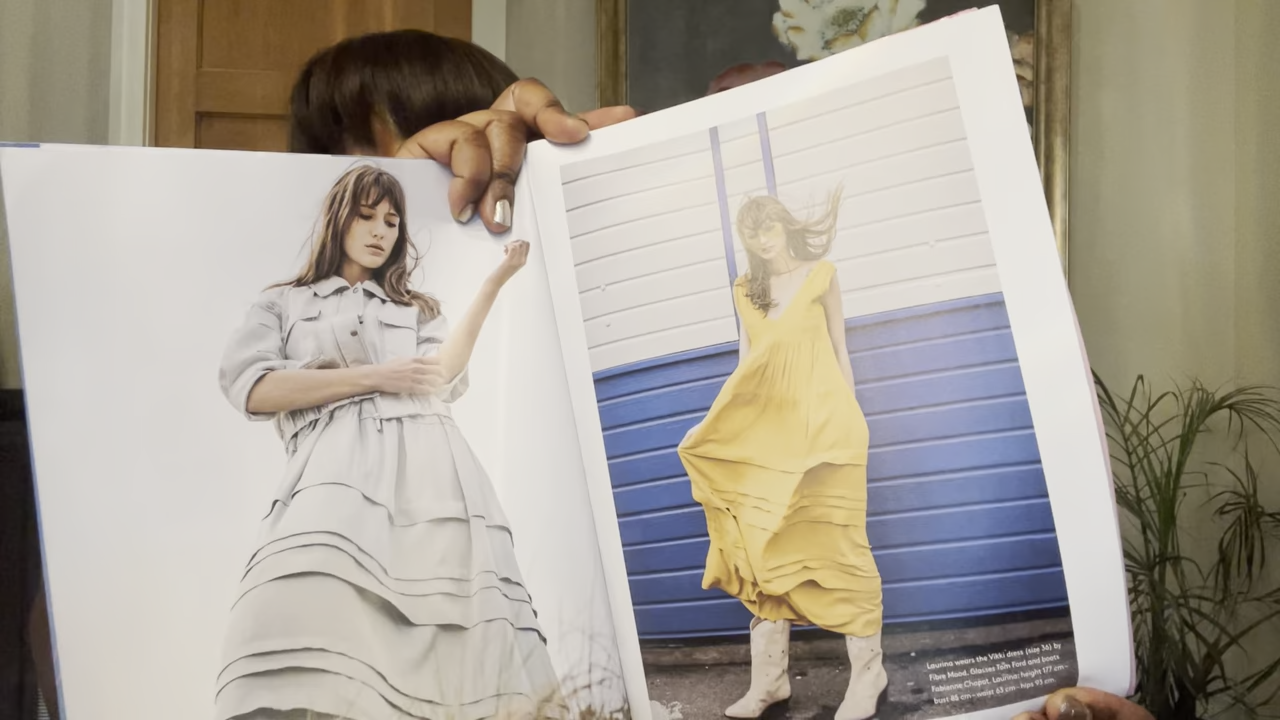 Laurina wears the Vikki dress (size 36) by
Fibre Mood. Glasses Tom Ford and boots
Fabienne Chapot. Laurina: height 177 cm –
bust 85 cm – waist 63 cm – hips 93 cm.